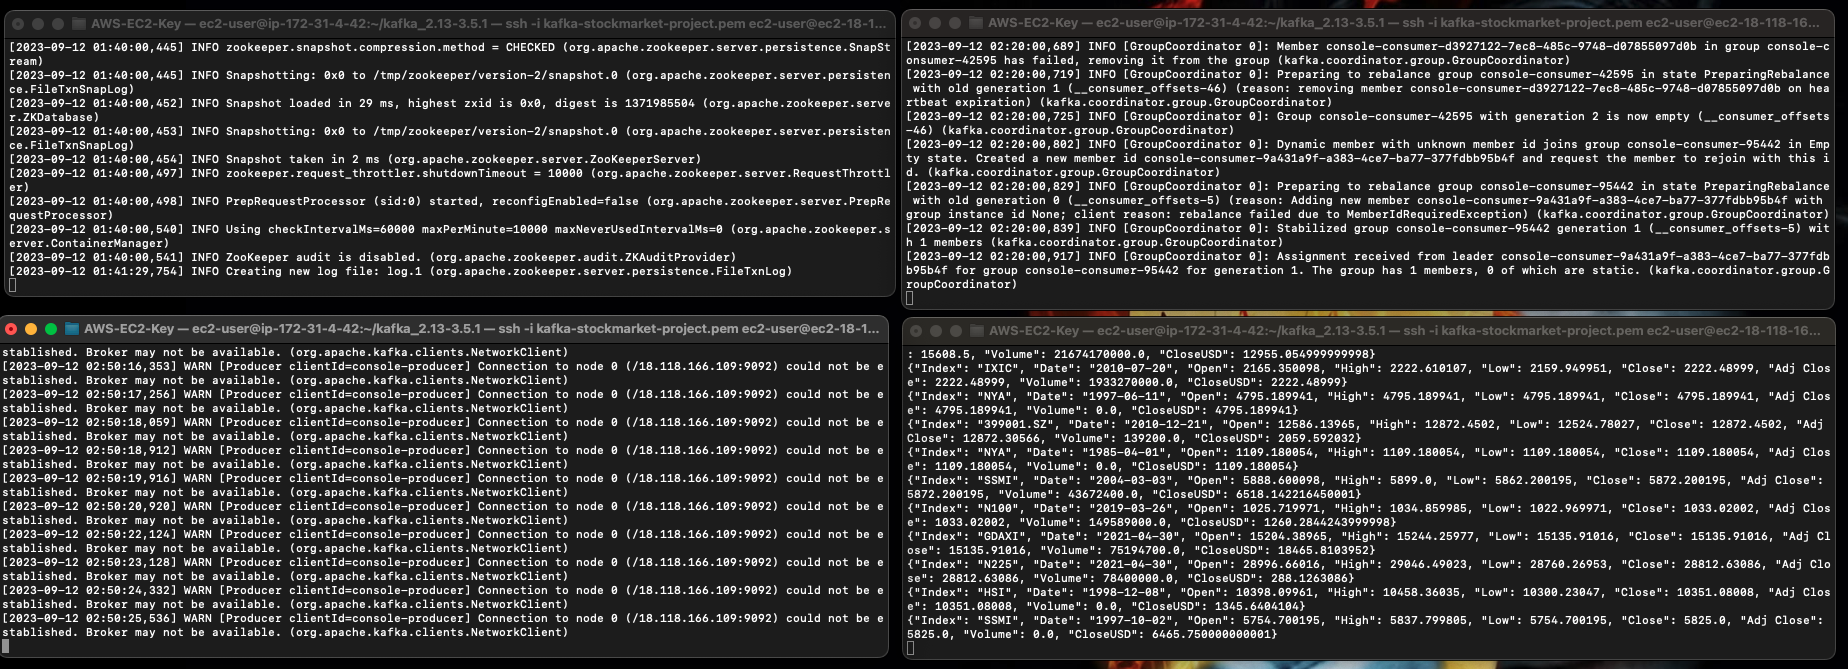 AWS-EC2-Key — ec2-user@ip-172-31-4-42:~/kafka_2.13-3.5.1 — ssh -i kafka-stockmarket-project.pem ec2-user@ec2-18-1...
[2023-09-12 01:40:00,445] INFO zookeeper.snapshot.compression.method = CHECKED (org.apache.zookeeper.server.persistence.SnapSt
ream)
[2023-09-12 01:40:00,445] INFO Snapshotting: 0x0 to /tmp/zookeeper/version-2/snapshot.0 (org.apache.zookeeper.server.persisten
ce.FileTxnSnapLog)
[2023-09-12 01:40:00,452] INFO Snapshot loaded in 29 ms, highest zxid is 0x0, digest is 1371985504 (org.apache.zookeeper.serve
r.ZKDatabase)
[2023-09-12 01:40:00,453] INFO Snapshotting: 0x0 to /tmp/zookeeper/version-2/snapshot.0 (org.apache.zookeeper.server.persisten
ce.FileTxnSnapLog)
[2023-09-12 01:40:00,454] INFO Snapshot taken in 2 ms (org.apache.zookeeper.server.ZooKeeperServer)
[2023-09-12 01:40:00,497] INFO zookeeper.request_throttler.shutdownTimeout = 10000 (org.apache.zookeeper.server.RequestThrottl
er)
[2023-09-12 01:40:00,498] INFO PrepRequestProcessor (sid:0) started, reconfigEnabled=false (org.apache.zookeeper.server.PrepRe
questProcessor)
[2023-09-12 01:40:00,540] INFO Using checkIntervalMs=60000 maxPerMinute=10000 maxNeverUsedIntervalMs=0 (org.apache.zookeeper.s
erver.ContainerManager)
[2023-09-12 01:40:00,541] INFO ZooKeeper audit is disabled. (org.apache.zookeeper.audit.ZKAuditProvider)
[2023-09-12 01:41:29,754] INFO Creating new log file: log.1 (org.apache.zookeeper.server.persistence.FileTxnLog)
AWS-EC2-Key — ec2-user@ip-172-31-4-42:~/kafka_2.13-3.5.1 — ssh -i kafka-stockmarket-project.pem ec2-user@ec2-18-118-16...
[2023-09-12 02:20:00,689] INFO [GroupCoordinator 0]: Member console-consumer-d3927122-7ec8-485c-9748-d07855097d0b in group console-c
onsumer-42595 has failed, removing it from the group (kafka.coordinator.group.GroupCoordinator)
[2023-09-12 02:20:00,719] INFO [GroupCoordinator 0]: Preparing to rebalance group console-consumer-42595 in state PreparingRebalance
with old generation 1 (__consumer_offsets-46) (reason: removing member console-consumer-d3927122-7ec8-485c-9748-d07855097d0b on hea
rtbeat expiration) (kafka.coordinator.group.GroupCoordinator)
[2023-09-12 02:20:00,725] INFO [GroupCoordinator 0]: Group console-consumer-42595 with generation 2 is now empty (__consumer_offsets
-46) (kafka.coordinator.group.GroupCoordinator)
[2023-09-12 02:20:00,802] INFO [GroupCoordinator 0]: Dynamic member with unknown member id joins group console-consumer-95442 in Emp
ty state. Created a new member id console-consumer-9a431a9f-a383-4ce7-ba77-377fdbb95b4f and request the member to rejoin with this i
d. (kafka.coordinator.group.GroupCoordinator)
[2023-09-12 02:20:00,829] INFO [GroupCoordinator 0]: Preparing to rebalance group console-consumer-95442 in state PreparingRebalance
with old generation 0 (__consumer_offsets-5) (reason: Adding new member console-consumer-9a431a9f-a383-4ce7-ba77-377fdbb95b4f with
group instance id None; client reason: rebalance failed due to MemberIdRequiredException) (kafka.coordinator.group.GroupCoordinator)
[2023-09-12 02:20:00,839] INFO [GroupCoordinator 0]: Stabilized group console-consumer-95442 generation 1 (__consumer_offsets-5) wit
h 1 members (kafka.coordinator.group.GroupCoordinator)
[2023-09-12 02:20:00,917] INFO [GroupCoordinator 0]: Assignment received from leader console-consumer-9a431a9f-a383-4ce7-ba77-377fdb
b95b4f for group console-consumer-95442 for generation 1. The group has 1 members, 0 of which are static. (kafka.coordinator.group.G
roupCoordinator)
AWS-EC2-Key — ec2-user@ip-172-31-4-42:~/kafka_2.13-3.5.1 — ssh -i kafka-stockmarket-project.pem ec2-user@ec2-18-1...
stablished. Broker may not be available. (org.apache.kafka.clients.NetworkClient)
[2023-09-12 02:50:16,353] WARN [Producer clientId=console-producer] Connection to node 0 (/18.118.166.109:9092) could not be e
stablished. Broker may not be available. (org.apache.kafka.clients.NetworkClient)
[2023-09-12 02:50:17,256] WARN [Producer clientId=console-producer] Connection to node 0 (/18.118.166.109:9092) could not be e
stablished. Broker may not be available. (org.apache.kafka.clients.NetworkClient)
[2023-09-12 02:50:18,059] WARN [Producer clientId=console-producer] Connection to node 0 (/18.118.166.109:9092) could not be e
stablished. Broker may not be available. (org.apache.kafka.clients.NetworkClient)
[2023-09-12 02:50:18,912] WARN [Producer clientId=console-producer] Connection to node 0 (/18.118.166.109:9092) could not be e
stablished. Broker may not be available. (org.apache.kafka.clients.NetworkClient)
[2023-09-12 02:50:19,916] WARN [Producer clientId=console-producer] Connection to node 0 (/18.118.166.109:9092) could not be e
stablished. Broker may not be available. (org.apache.kafka.clients.NetworkClient)
[2023-09-12 02:50:20,920] WARN [Producer clientId=console-producer] Connection to node 0 (/18.118.166.109:9092) could not be e
stablished. Broker may not be available. (org.apache.kafka.clients.NetworkClient)
[2023-09-12 02:50:22,124] WARN [Producer clientId=console-producer] Connection to node 0 (/18.118.166.109:9092) could not be e
stablished. Broker may not be available. (org.apache.kafka.clients.NetworkClient)
[2023-09-12 02:50:23,128] WARN [Producer clientId=console-producer] Connection to node 0 (/18.118.166.109:9092) could not be e
stablished. Broker may not be available. (org.apache.kafka.clients.NetworkClient)
[2023-09-12 02:50:24,332] WARN [Producer clientId=console-producer] Connection to node 0 (/18.118.166.109:9092) could not be e
stablished. Broker may not be available. (org.apache.kafka.clients.NetworkClient)
[2023-09-12 02:50:25,536] WARN [Producer clientId=console-producer] Connection to node 0 (/18.118.166.109:9092) could not be e
stablished. Broker may not be available. (org.apache.kafka.clients.NetworkClient)
AWS-EC2-Key — ec2-user@ip-172-31-4-42:~/kafka_2.13-3.5.1 — ssh -i kafka-stockmarket-project.pem ec2-user@ec2-18-118-16...
: 15608.5, "Volume": 21674170000.0, "CloseUSD": 12955.054999999998}
{"Index": "IXIC", "Date": "2010-07-20", "Open": 2165.350098, "High": 2222.610107, "Low": 2159.949951, "Close": 2222.48999, "Adj Clos
e": 2222.48999, "Volume": 1933270000.0, "CloseUSD": 2222.48999}
{"Index": "NYA", "Date": "1997-06-11", "Open": 4795.189941, "High": 4795.189941, "Low": 4795.189941, "Close": 4795.189941, "Adj Clos
e": 4795.189941, "Volume": 0.0, "CloseUSD": 4795.189941}
{"Index": "399001.SZ", "Date": "2010-12-21", "Open": 12586.13965, "High": 12872.4502, "Low": 12524.78027, "Close": 12872.4502, "Adj
Close": 12872.30566, "Volume": 139200.0, "CloseUSD": 2059.592032}
{"Index": "NYA", "Date": "1985-04-01", "Open": 1109.180054, "High": 1109.180054, "Low": 1109.180054, "Close": 1109.180054, "Adj Clos
e": 1109.180054, "Volume": 0.0, "CloseUSD": 1109.180054}
{"Index": "SSMI", "Date": "2004-03-03", "Open": 5888.600098, "High": 5899.0, "Low": 5862.200195, "Close": 5872.200195, "Adj Close":
5872.200195, "Volume": 43672400.0, "CloseUSD": 6518.142216450001}
{"Index": "N100", "Date": "2019-03-26", "Open": 1025.719971, "High": 1034.859985, "Low": 1022.969971, "Close": 1033.02002, "Adj Clos
e": 1033.02002, "Volume": 149589000.0, "CloseUSD": 1260.2844243999998}
{"Index": "GDAXI", "Date": "2021-04-30", "Open": 15204.38965, "High": 15244.25977, "Low": 15135.91016, "Close": 15135.91016, "Adj Cl
ose": 15135.91016, "Volume": 75194700.0, "CloseUSD": 18465.8103952}
{"Index": "N225", "Date": "2021-04-30", "Open": 28996.66016, "High": 29046.49023, "Low": 28760.26953, "Close": 28812.63086, "Adj Clo
se": 28812.63086, "Volume": 78400000.0, "CloseUSD": 288.1263086}
{"Index": "HSI", "Date": "1998-12-08", "Open": 10398.09961, "High": 10458.36035, "Low": 10300.23047, "Close": 10351.08008, "Adj Clos
e": 10351.08008, "Volume": 0.0, "CloseUSD": 1345.6404104}
{"Index": "SSMI", "Date": "1997-10-02", "Open": 5754.700195, "High": 5837.799805, "Low": 5754.700195, "Close": 5825.0, "Adj Close":
5825.0, "Volume": 0.0, "CloseUSD": 6465.750000000001}